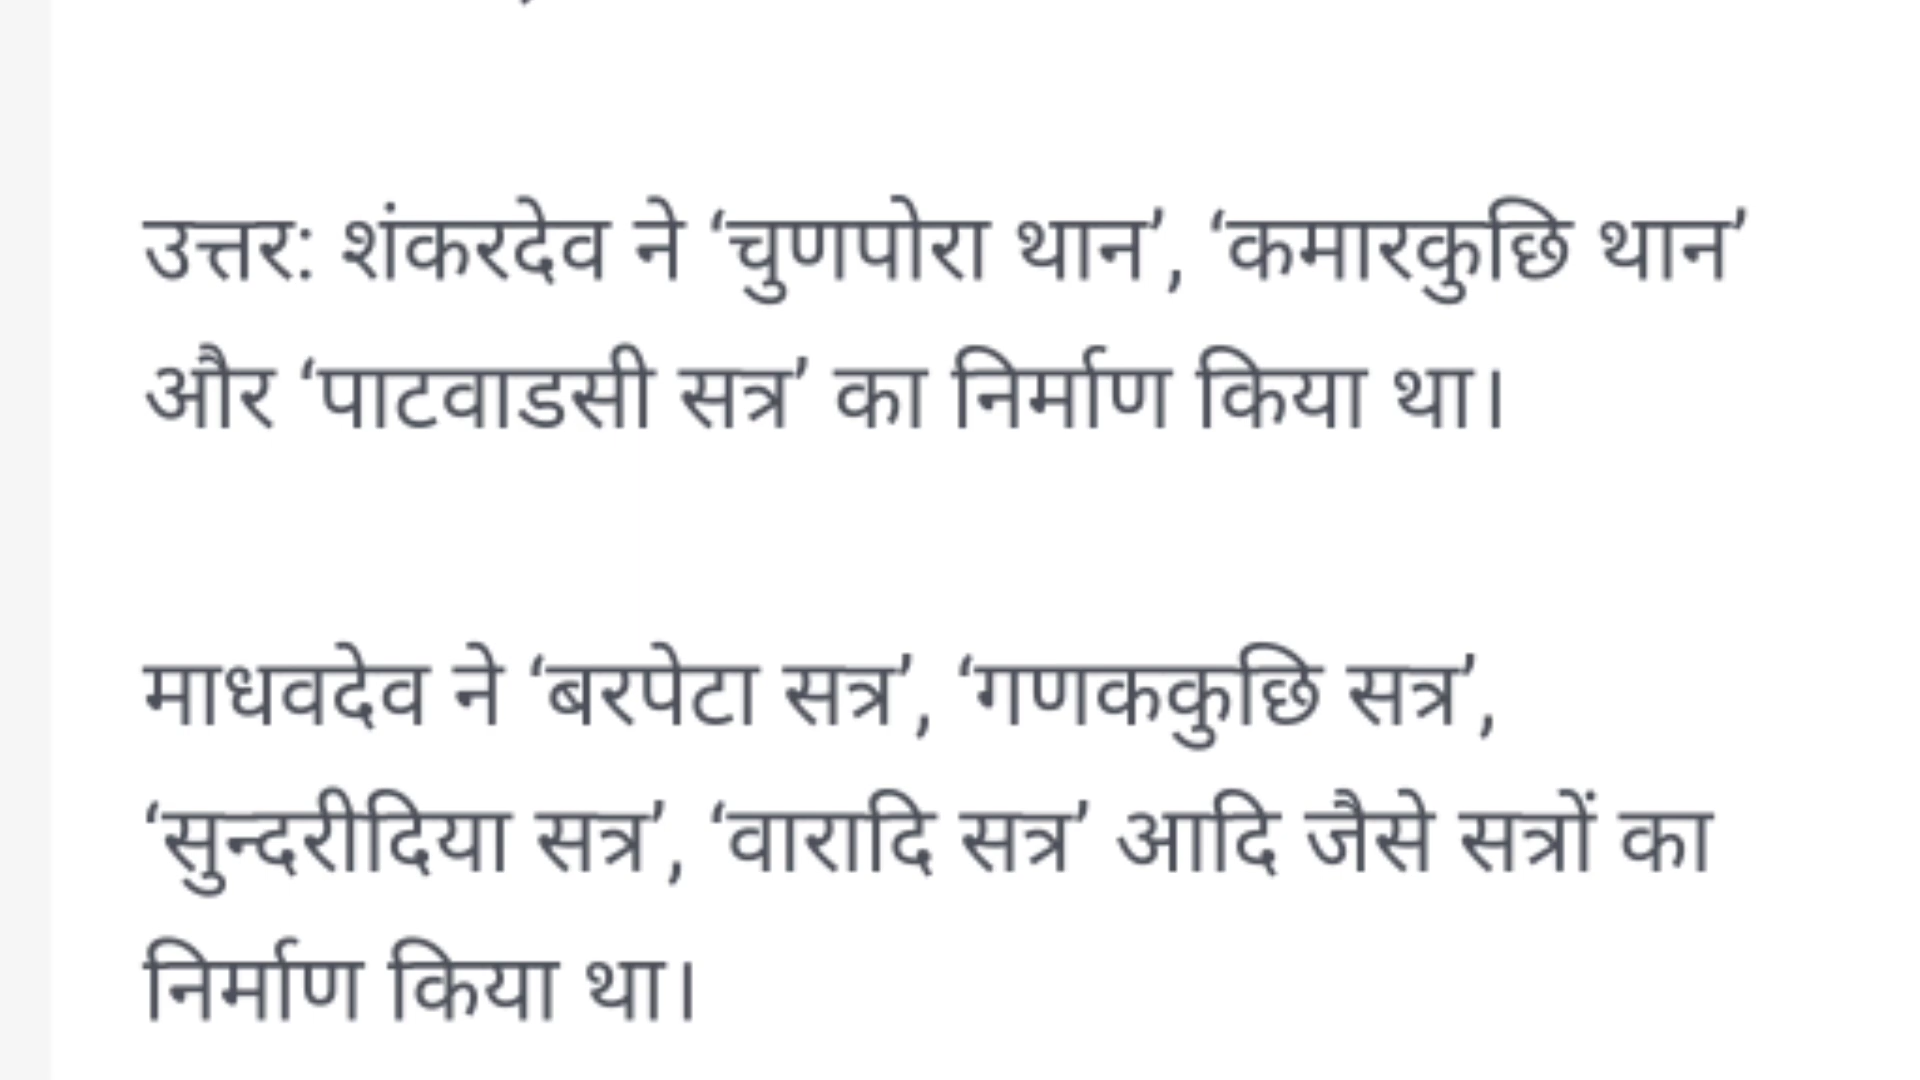 उत्तर: शंकरदेव ने ‘चुणपोरा थान’, ‘कमारकुछि थान’
और ‘पाटवाडसी सत्र’ का निर्माण किया था।
माधवदेव ने ‘बरपेटा सत्र’, ‘गणककुछि सत्र’,
‘सुन्दरीदिया सत्र’, ‘वारादि सत्र’ आदि जैसे सत्रों का
निर्माण किया था।